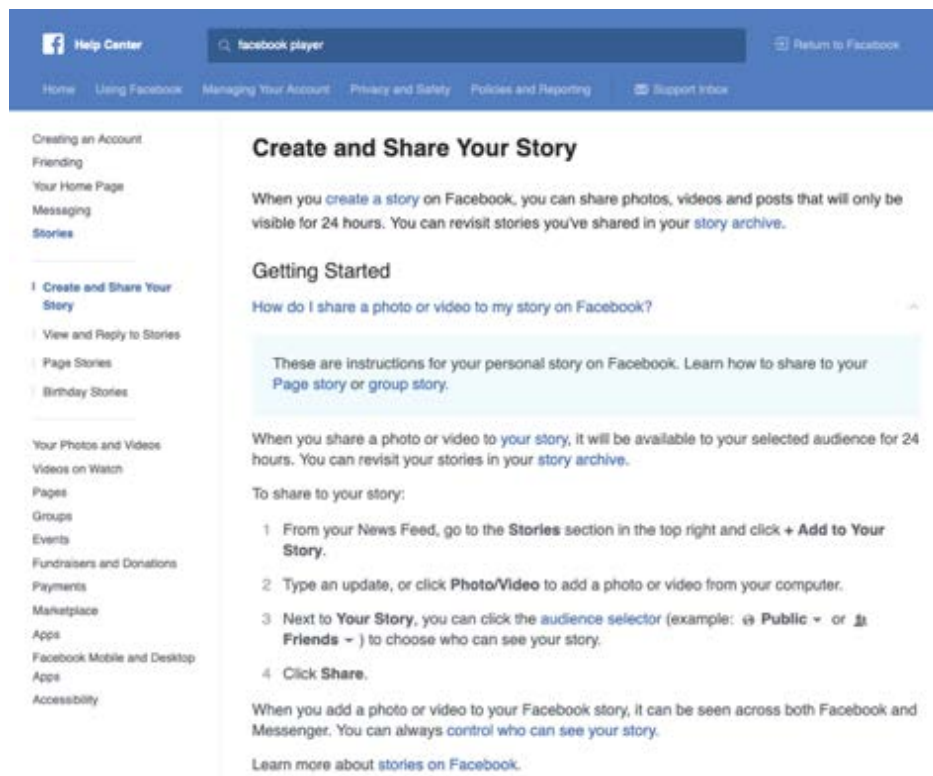 Help Center
facebook player
Return to Facebook
Home Using Facebook Managing Your Account Privacy and Safety Policies and Reporting Support Inbox
Creating an Account
Friending
Your Home Page
Messaging
Stories
Create and Share Your
Story
View and Reply to Stories
Page Stories
Birthday Stories
Your Photos and Videos
Videos on Watch
Pages
Groups
Events
Fundraisers and Donations
Payments
Marketplace
Apps
Facebook Mobile and Desktop
Apps
Accessibility
Create and Share Your Story
When you create a story on Facebook, you can share photos, videos and posts that will only be
visible for 24 hours. You can revisit stories you've shared in your story archive.
Getting Started
How do I share a photo or video to my story on Facebook?
These are instructions for your personal story on Facebook. Learn how to share to your
Page story or group story.
When you share a photo or video to your story, it will be available to your selected audience for 24
hours. You can revisit your stories in your story archive.
To share to your story:
1 From your News Feed, go to the Stories section in the top right and click + Add to Your
Story.
2 Type an update, or click Photo/Video to add a photo or video from your computer.
3 Next to Your Story, you can click the audience selector (example: Public or
Friends ) to choose who can see your story.
4 Click Share.
When you add a photo or video to your Facebook story, it can be seen across both Facebook and
Messenger. You can always control who can see your story.
Learn more about stories on Facebook.